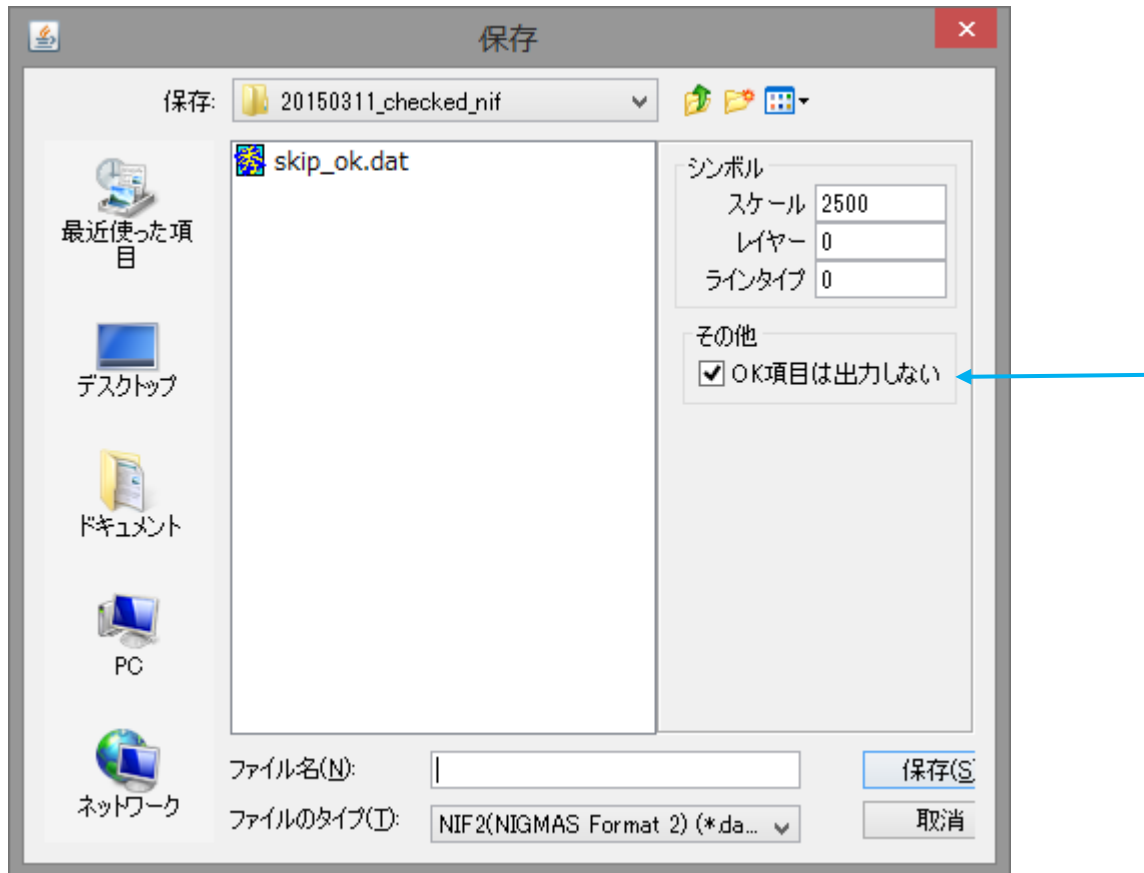 保存
保存:
20150311_checked_nif
最近使った項
目
デスクトップ
ドキュメント
PC
ネットワーク
skip_ok.dat
シンボル
スケール 2500
レイヤー 0
ラインタイプ 0
その他
OK項目は出力しない
ファイル名(N):
保存(S
ファイルのタイプ(T):
NIF2(NIGMAS Format 2) (*.da...
取消